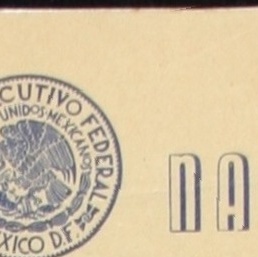 CUTIVO FEDERAL
UNIDOS MEXICANOS
XICO D.F.
NA